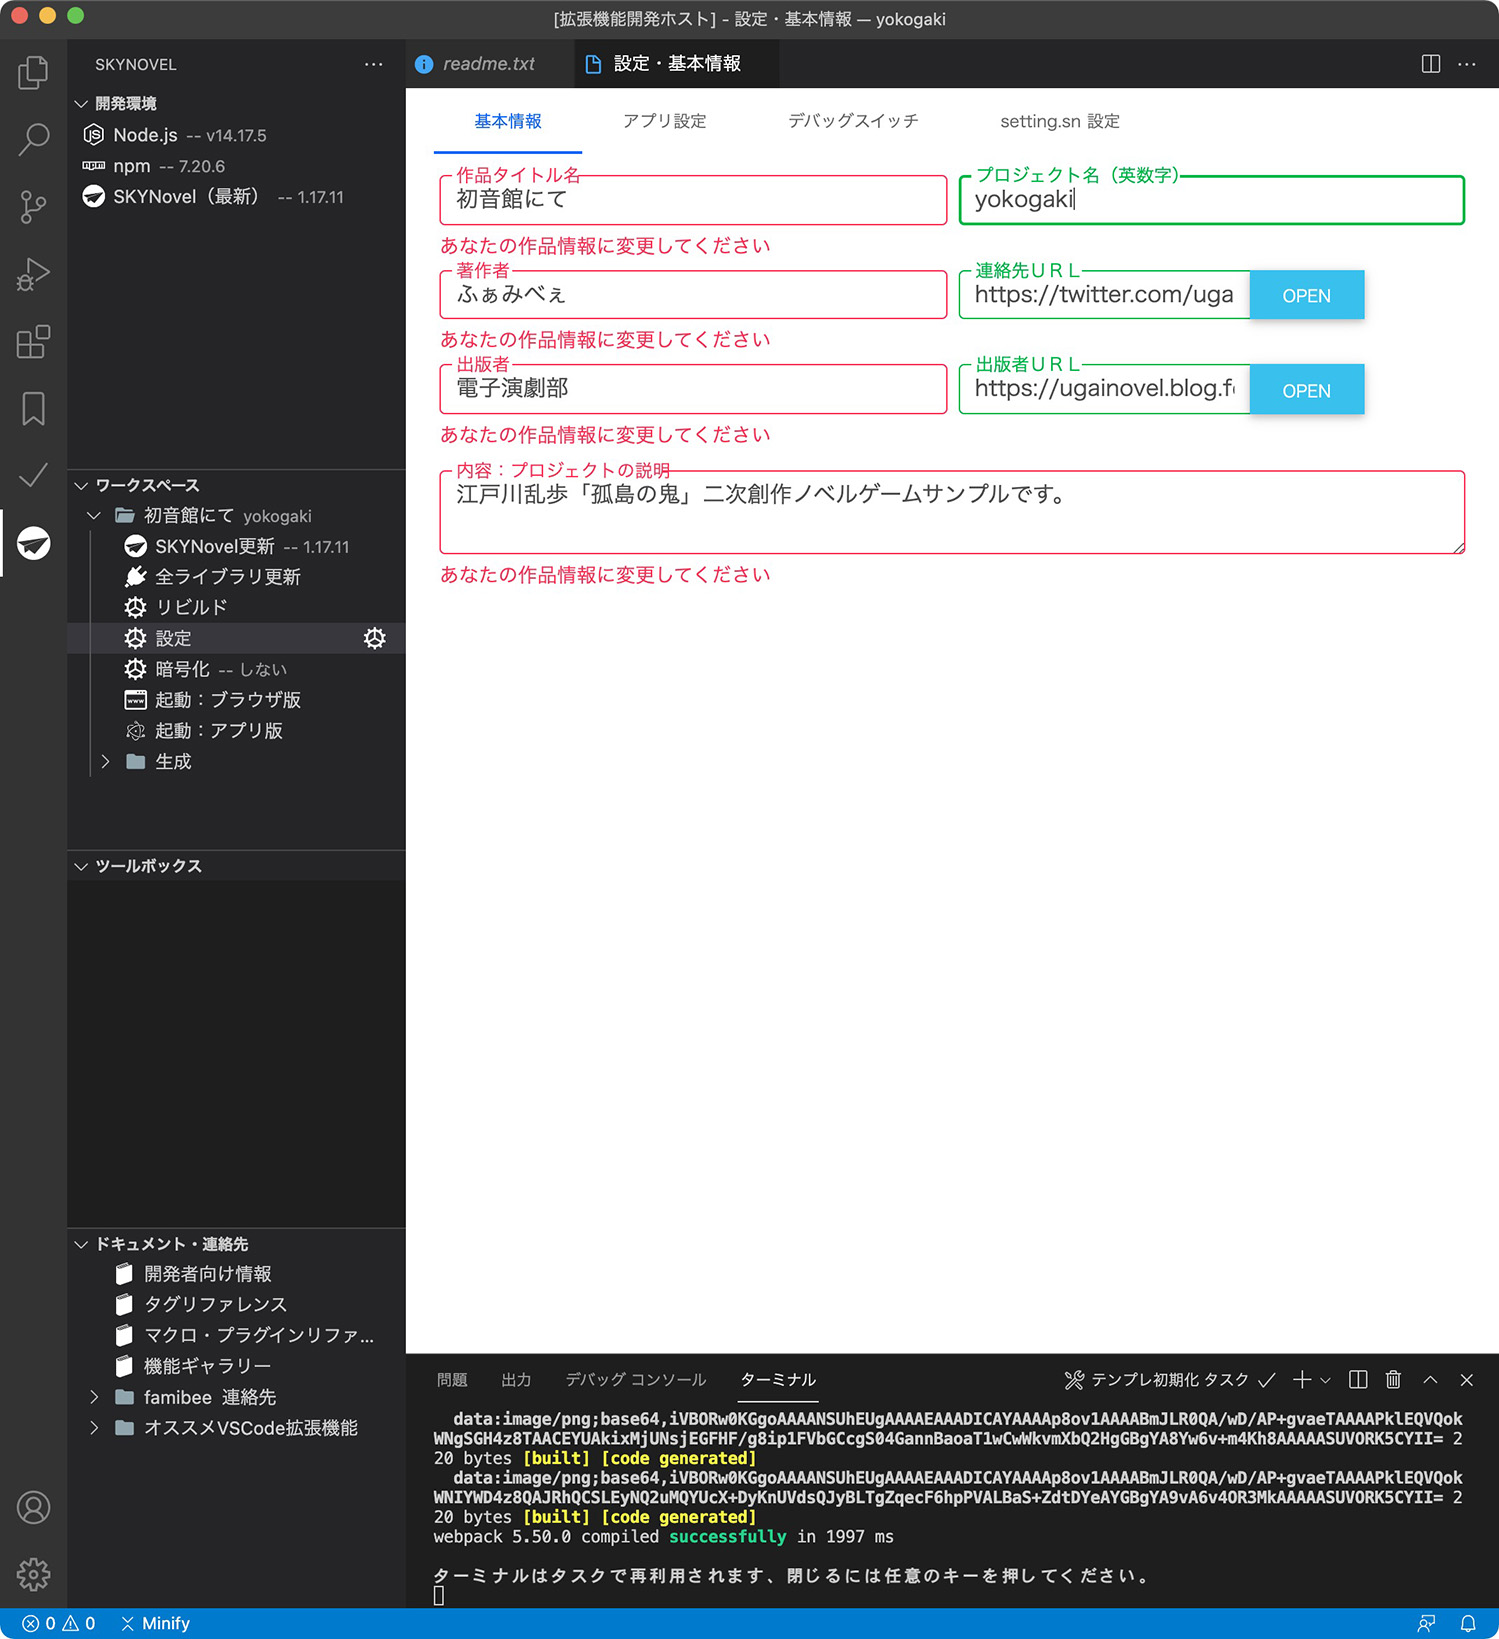 [拡張機能開発ホスト] - 設定・基本情報 — yokogaki
SKYNOVEL
readme.txt
設定・基本情報
開発環境
Node.js -- v14.17.5
npm -- 7.20.6
SKYNovel（最新） -- 1.17.11
ワークスペース
初音館にて yokogaki
SKYNovel更新 -- 1.17.11
全ライブラリ更新
リビルド
設定
暗号化 -- しない
起動：ブラウザ版
起動：アプリ版
生成
ツールボックス
ドキュメント・連絡先
開発者向け情報
タグリファレンス
マクロ・プラグインリファ...
機能ギャラリー
famibee 連絡先
オススメVSCode拡張機能
基本情報
アプリ設定
デバッグスイッチ
setting.sn 設定
作品タイトル名
初音館にて
あなたの作品情報に変更してください
プロジェクト名（英数字）
yokogaki
著作者
ふぁみべぇ
あなたの作品情報に変更してください
連絡先ＵＲＬ
https://twitter.com/uga
OPEN
出版者
電子演劇部
あなたの作品情報に変更してください
出版者ＵＲＬ
https://ugainovel.blog.f
OPEN
内容：プロジェクトの説明
江戸川乱歩「孤島の鬼」二次創作ノベルゲームサンプルです。
あなたの作品情報に変更してください
問題
出力
デバッグ コンソール
ターミナル
テンプレ初期化 タスク
data:image/png;base64,iVBORw0KGgoAAAANSUhEUgAAAAEAAAADICAYAAAAp8ov1AAAABmJLR0QA/wD/AP+gvaeTAAAAPklEQVQok
WNgSGH4z8TAACEYUAkixMjUNsjEGFHF/g8ip1FVbGCcgS04GannBaoaT1wCwWkvmXbQ2HgGBgYA8Yw6v+m4Kh8AAAAASUVORK5CYII= 2
20 bytes [built] [code generated]
data:image/png;base64,iVBORw0KGgoAAAANSUhEUgAAAAEAAAADICAYAAAAp8ov1AAAABmJLR0QA/wD/AP+gvaeTAAAAPklEQVQok
WNIYWD4z8QAJRhQCSLEyNQ2uMQYUcX+DyKnUVdsQJyBLTgZqecF6hpPVALBaS+ZdtDYeAYGBgYA9vA6v4OR3MkAAAAASUVORK5CYII= 2
20 bytes [built] [code generated]
webpack 5.50.0 compiled successfully in 1997 ms
ターミナルはタスクで再利用されます、閉じるには任意のキーを押してください。
0
0
Minify